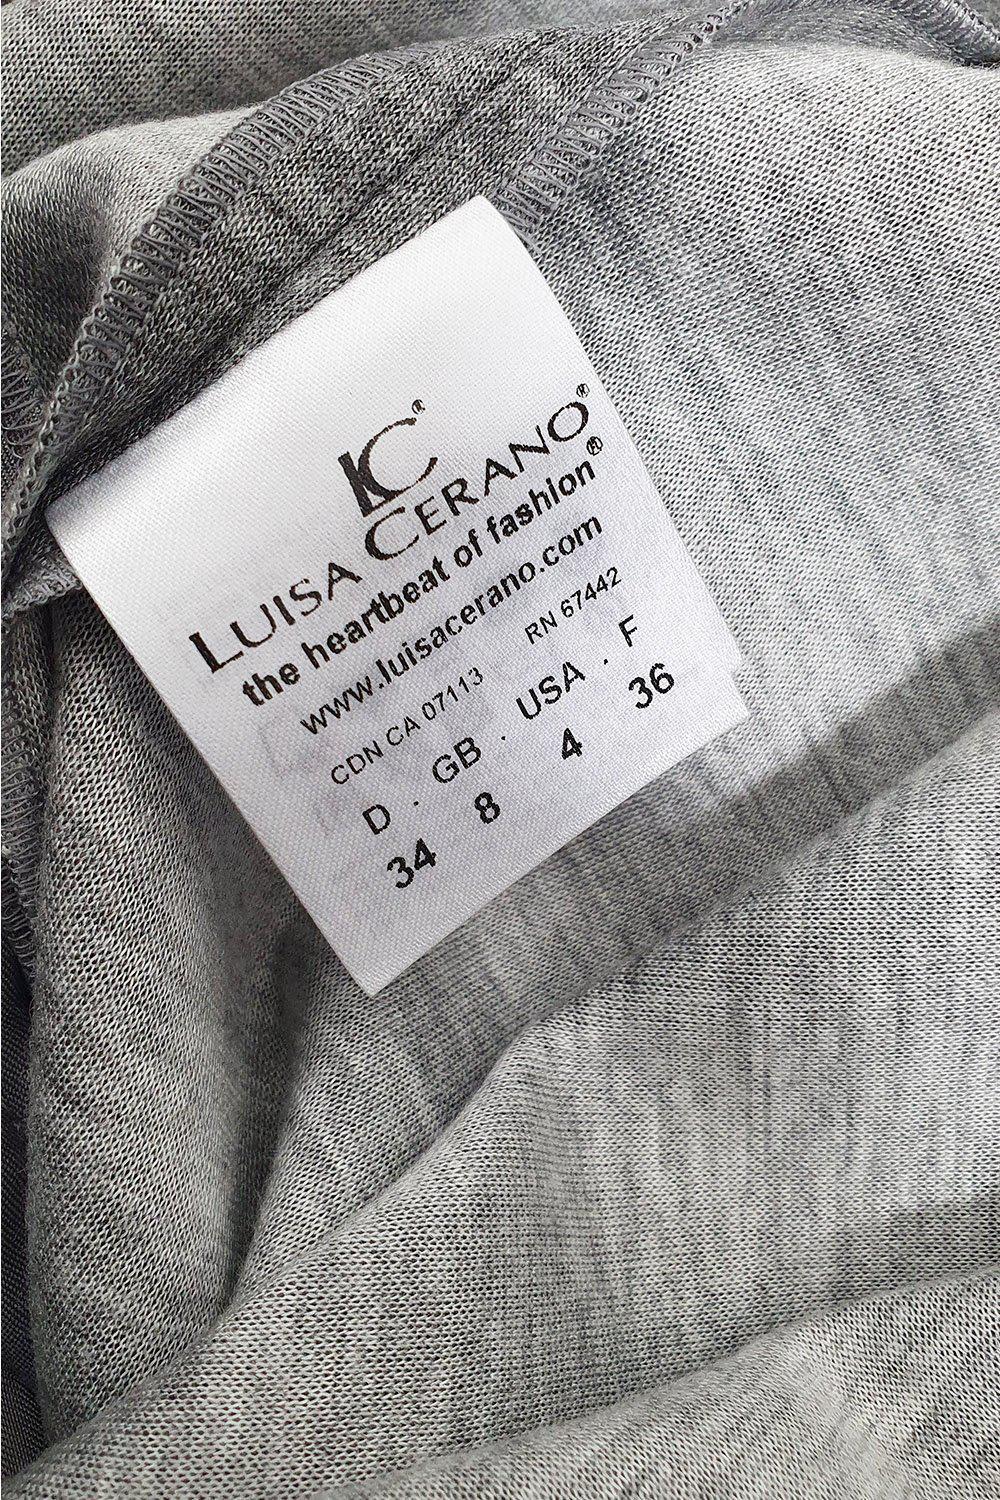 LC®
LUISA CERANO®
the heartbeat of fashion®
www.luisacerano.com
CDN CA 07113 RN 67442
D · GB · USA · F
34 8 4 36